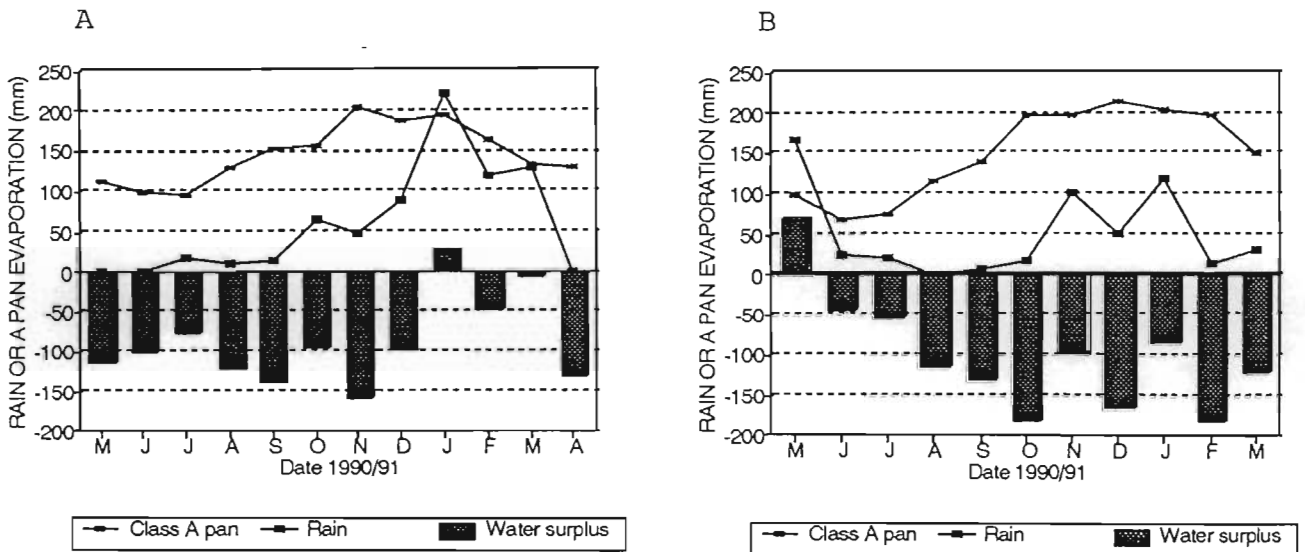 A
RAIN OR A PAN EVAPORATION (mm)
250
200
150
100
50
0
-50
-100
-150
-200
M J J A S O N D J F M A
Date 1990/91
Class A pan Rain Water surplus
B
RAIN OR A PAN EVAPORATION (mm)
250
200
150
100
50
0
-50
-100
-150
-200
M J J A S O N D J F M
Date 1990/91
Class A pan Rain Water surplus